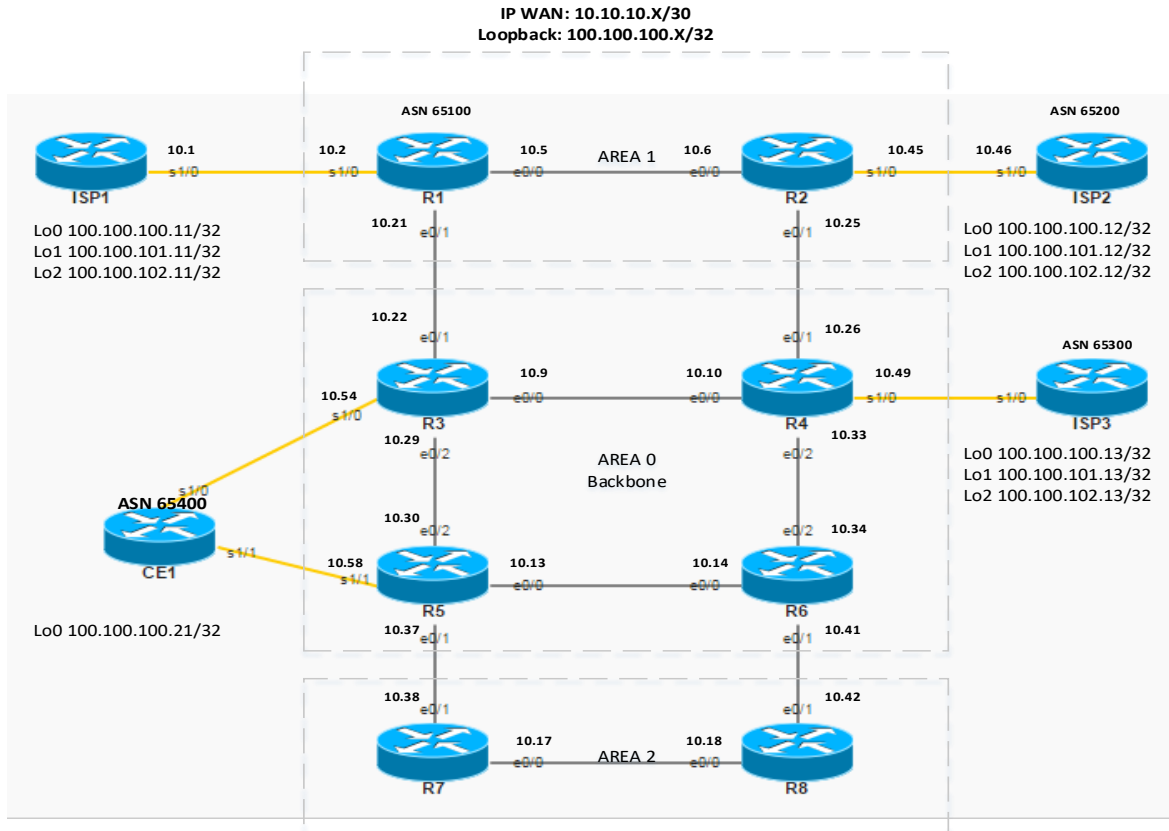 IP WAN: 10.10.10.X/30
Loopback: 100.100.100.X/32
ASN 65100
ASN 65200
10.1
10.2
10.5
AREA 1
10.6
10.45
10.46
s1/0
s1/0
e0/0
e0/0
s1/0
s1/0
ISP1
R1
R2
ISP2
Lo0 100.100.100.11/32
Lo1 100.100.101.11/32
Lo2 100.100.102.11/32
10.21
e0/1
10.25
e0/1
Lo0 100.100.100.12/32
Lo1 100.100.101.12/32
Lo2 100.100.102.12/32
10.22
e0/1
10.26
e0/1
ASN 65300
10.54
s1/0
10.9
e0/0
10.10
e0/0
10.49
s1/0
s1/0
R3
R4
ISP3
10.29
e0/2
10.33
e0/2
AREA 0
Backbone
Lo0 100.100.100.13/32
Lo1 100.100.101.13/32
Lo2 100.100.102.13/32
s1/0
ASN 65400
s1/1
CE1
10.30
e0/2
10.34
e0/2
10.58
s1/1
10.13
e0/0
10.14
e0/0
R5
R6
Lo0 100.100.100.21/32
10.37
e0/1
10.41
e0/1
10.38
e0/1
10.42
e0/1
10.17
e0/0
AREA 2
10.18
e0/0
R7
R8